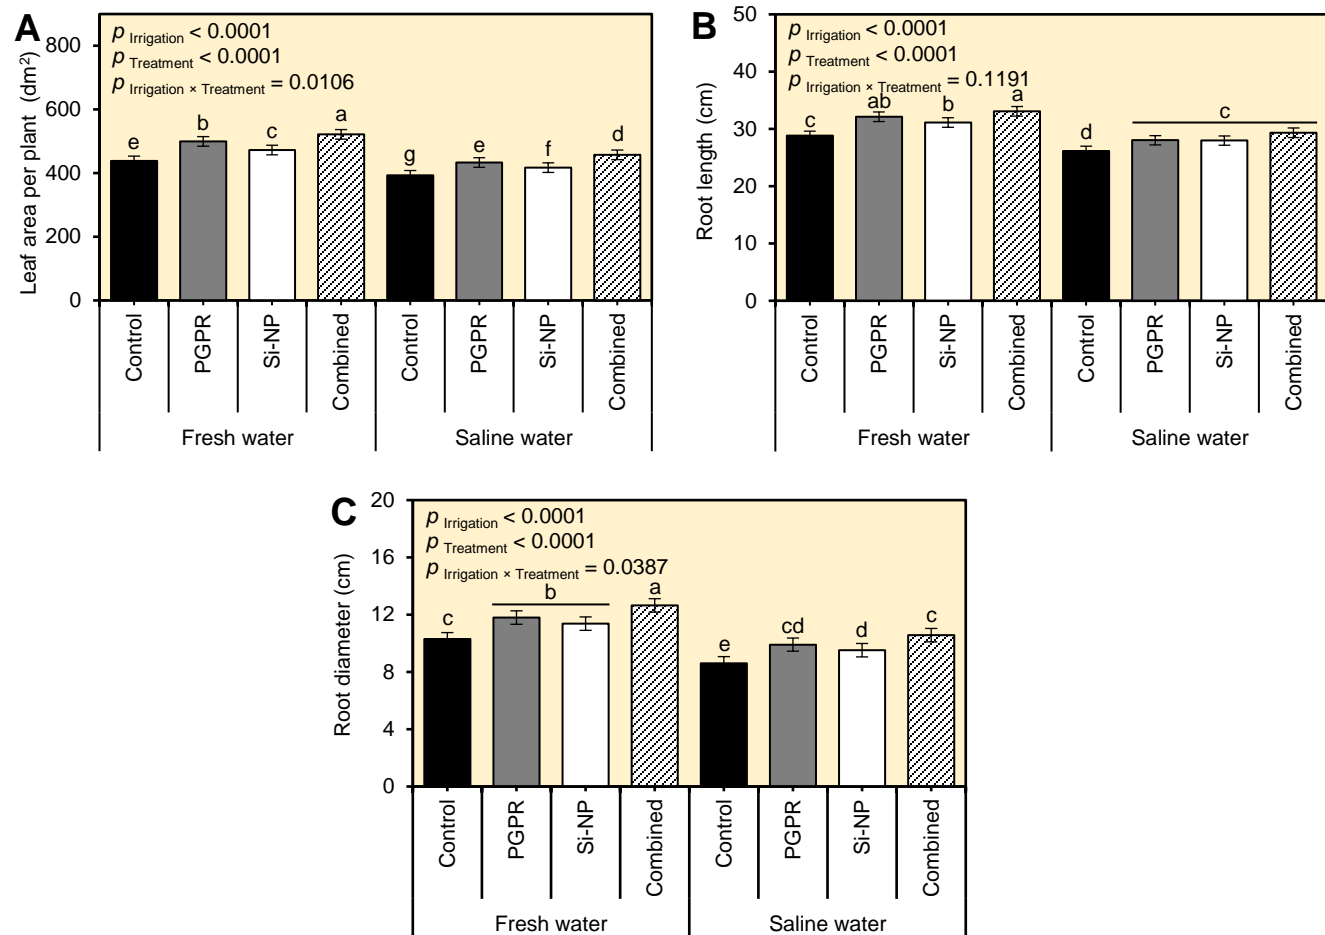 A
p Irrigation < 0.0001
p Treatment < 0.0001
p Irrigation × Treatment = 0.0106
Leaf area per plant (dm²)
800
600
400
200
0
e
b
c
a
g
e
f
d
Control
PGPR
Si-NP
Combined
Control
PGPR
Si-NP
Combined
Fresh water
Saline water
B
p Irrigation < 0.0001
p Treatment < 0.0001
p Irrigation × Treatment = 0.1191
Root length (cm)
50
40
30
20
10
0
c
ab
b
a
d
c
Control
PGPR
Si-NP
Combined
Control
PGPR
Si-NP
Combined
Fresh water
Saline water
C
p Irrigation < 0.0001
p Treatment < 0.0001
p Irrigation × Treatment = 0.0387
Root diameter (cm)
20
16
12
8
4
0
c
b
a
e
cd
d
c
Control
PGPR
Si-NP
Combined
Control
PGPR
Si-NP
Combined
Fresh water
Saline water